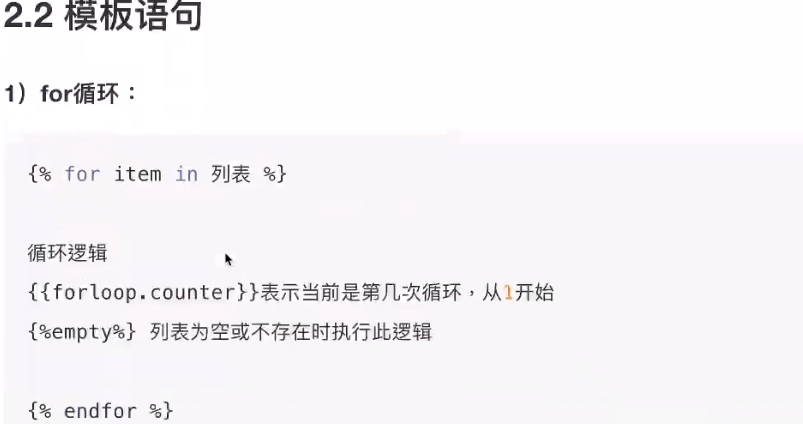 2.2 模板语句
1）for循环：
{% for item in 列表 %}
循环逻辑
{{forloop.counter}}表示当前是第几次循环，从1开始
{%empty%} 列表为空或不存在时执行此逻辑
{% endfor %}